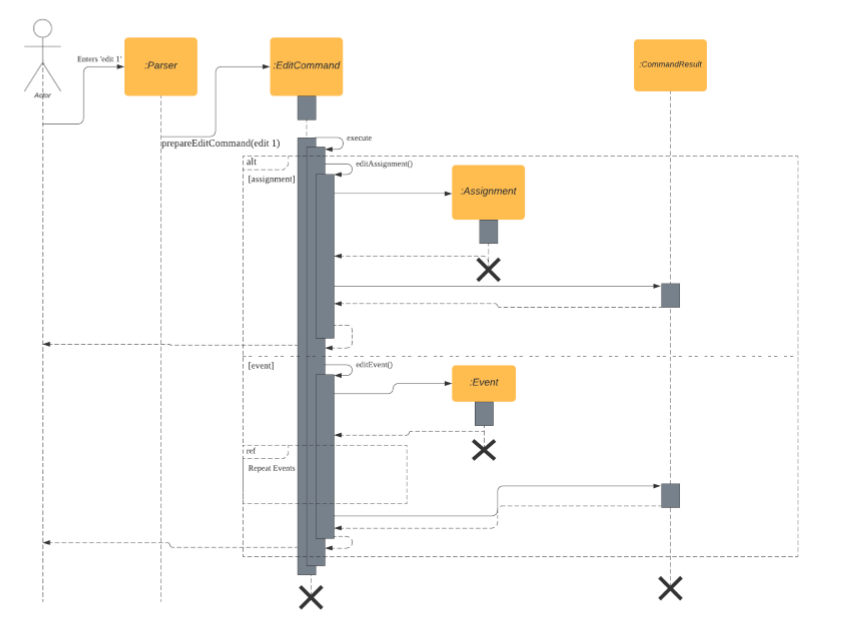 Enters 'edit 1'
:Parser
:EditCommand
:CommandResult
Actor
prepareEditCommand(edit 1)
execute
alt
editAssignment()
[assignment]
:Assignment
[event]
editEvent()
:Event
ref
Repeat Events